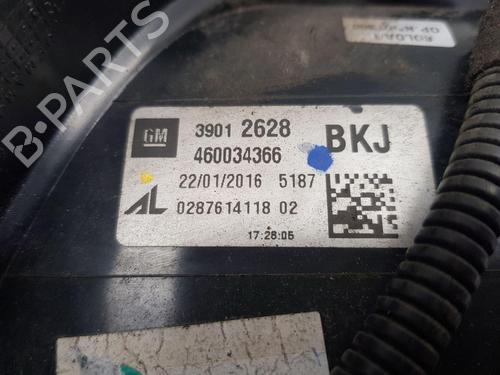 GM
3901 2628
BKJ
460034366
22/01/2016 5187
AL 0287614118 02
17:28:05
B-PARTS